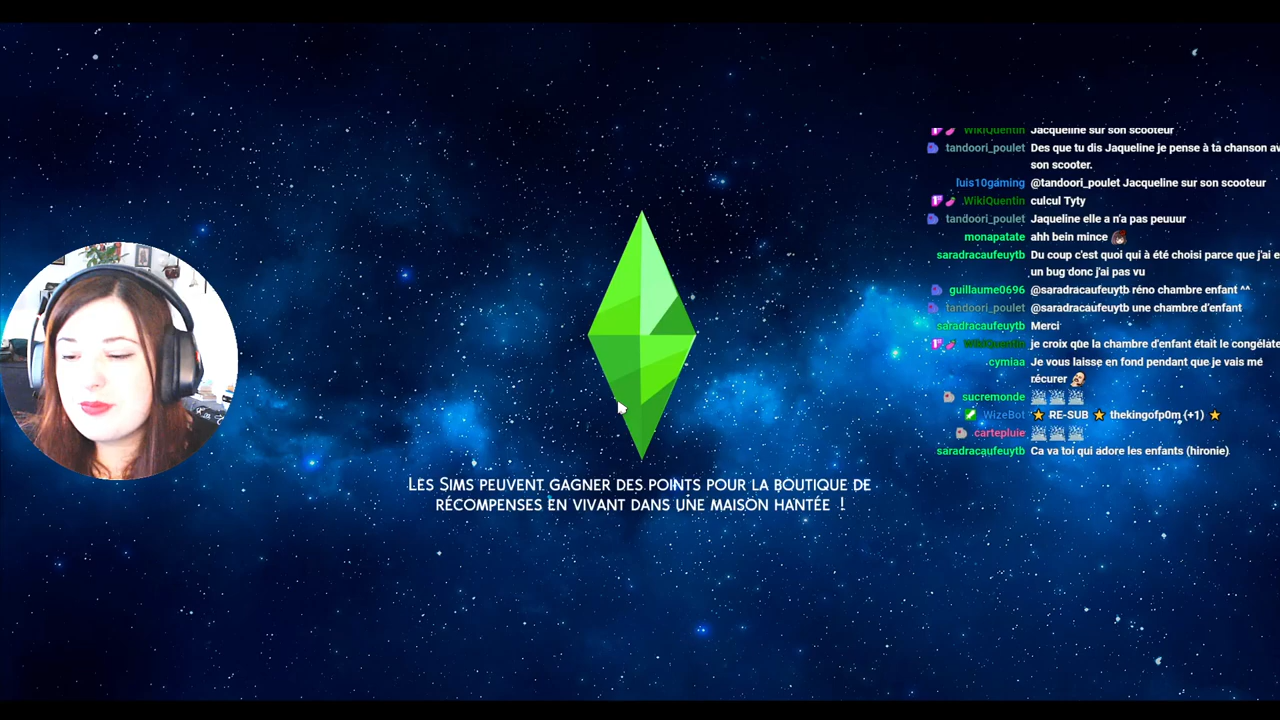 WikiQuentin Jacqueline sur son scooteur
tandoori_poulet Des que tu dis Jaqueline je pense à ta chanson
son scooter.
luis10gaming @tandoori_poulet Jacqueline sur son scooteur
WikiQuentin culcul Tyty
tandoori_poulet Jaqueline elle a n'a pas peuuur
monapatate ahh bein mince
saradracaufeuytb Du coup c'est quoi qui à été choisi parce que j'ai
un bug donc j'ai pas vu
guillaume0696 @saradracaufeuytb réno chambre enfant ^^
tandoori_poulet @saradracaufeuytb une chambre d'enfant
saradracaufeuytb Merci
WikiQuentin je croix que la chambre d'enfant était le
cymiaa Je vous laisse en fond pendant que je vais me
récurer
sucremonde
WizeBot RE-SUB thekingofp0m (+1)
cartepluie
saradracaufeuytb Ca va toi qui adore les enfants (hironie)
LES SIMS PEUVENT GAGNER DES POINTS POUR LA BOUTIQUE DE
RÉCOMPENSES EN VIVANT DANS UNE MAISON HANTÉE !